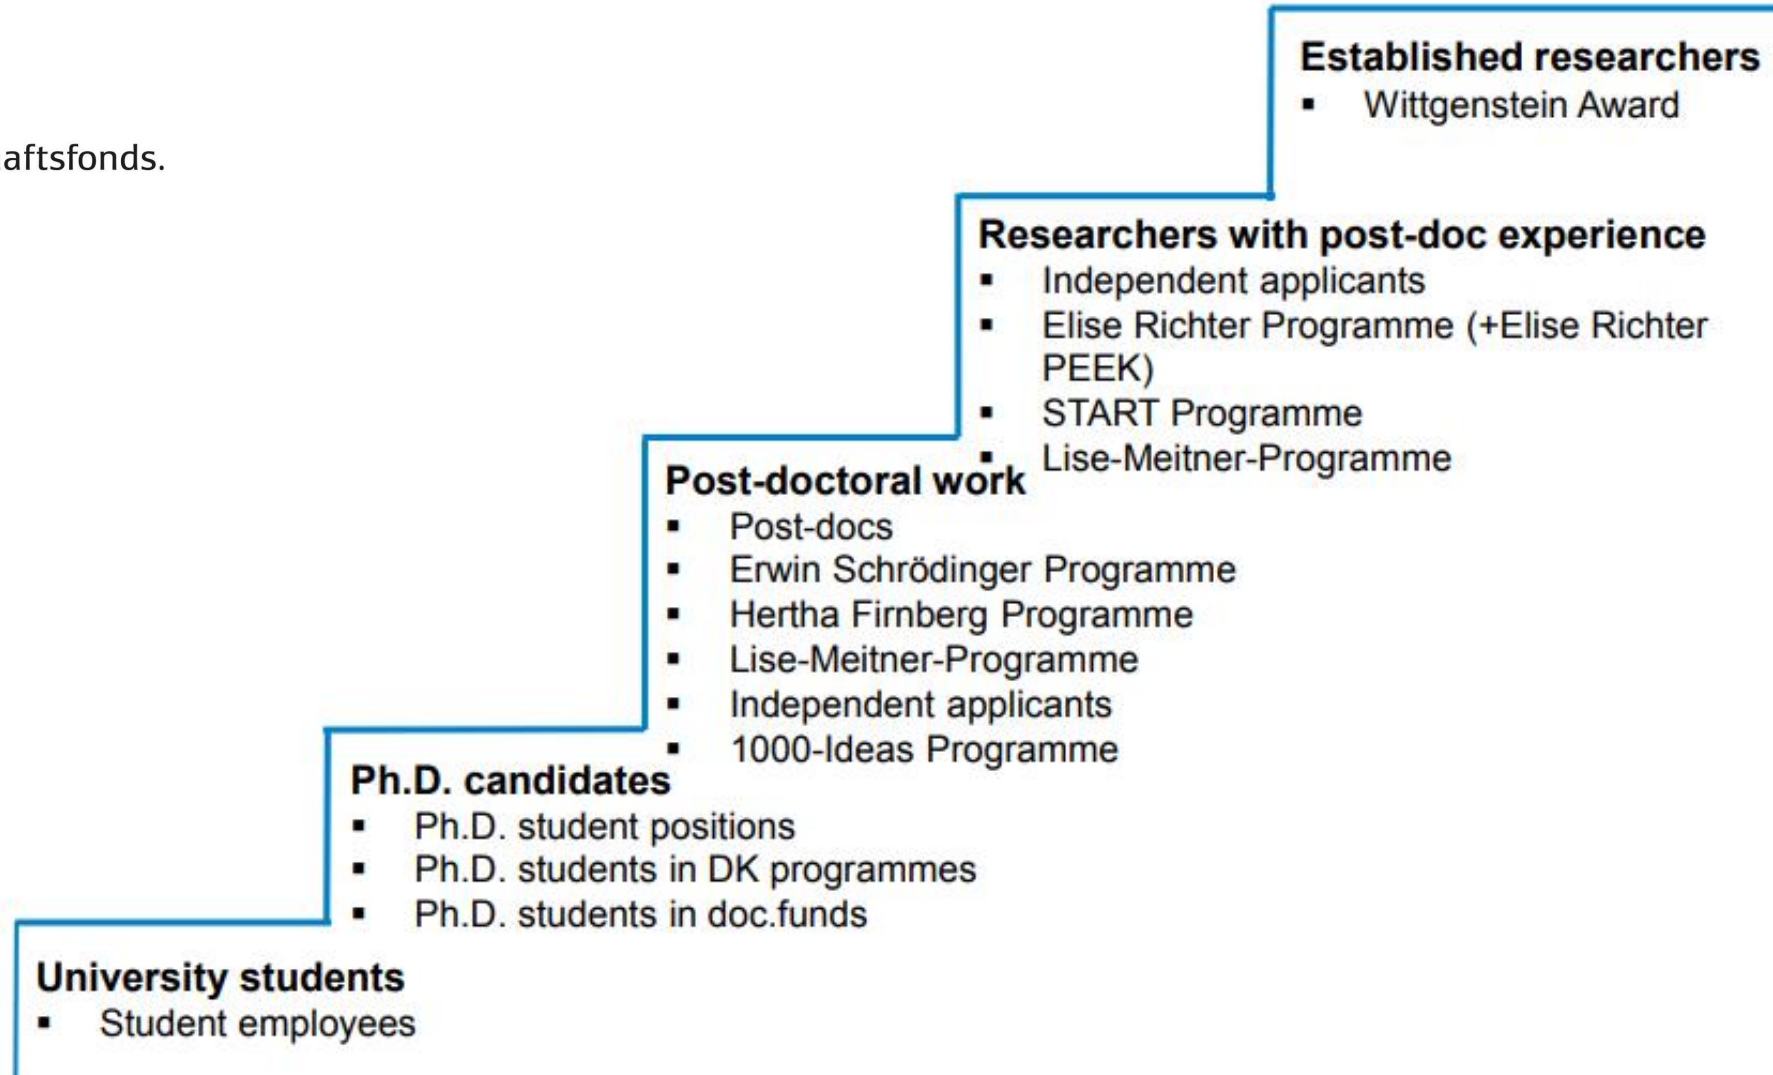 aftsfonds.
Established researchers
▪ Wittgenstein Award
Researchers with post-doc experience
▪ Independent applicants
▪ Elise Richter Programme (+Elise Richter
PEEK)
▪ START Programme
▪ Lise-Meitner-Programme
Post-doctoral work
▪ Post-docs
▪ Erwin Schrödinger Programme
▪ Hertha Firnberg Programme
▪ Lise-Meitner-Programme
▪ Independent applicants
▪ 1000-Ideas Programme
Ph.D. candidates
▪ Ph.D. student positions
▪ Ph.D. students in DK programmes
▪ Ph.D. students in doc.funds
University students
▪ Student employees